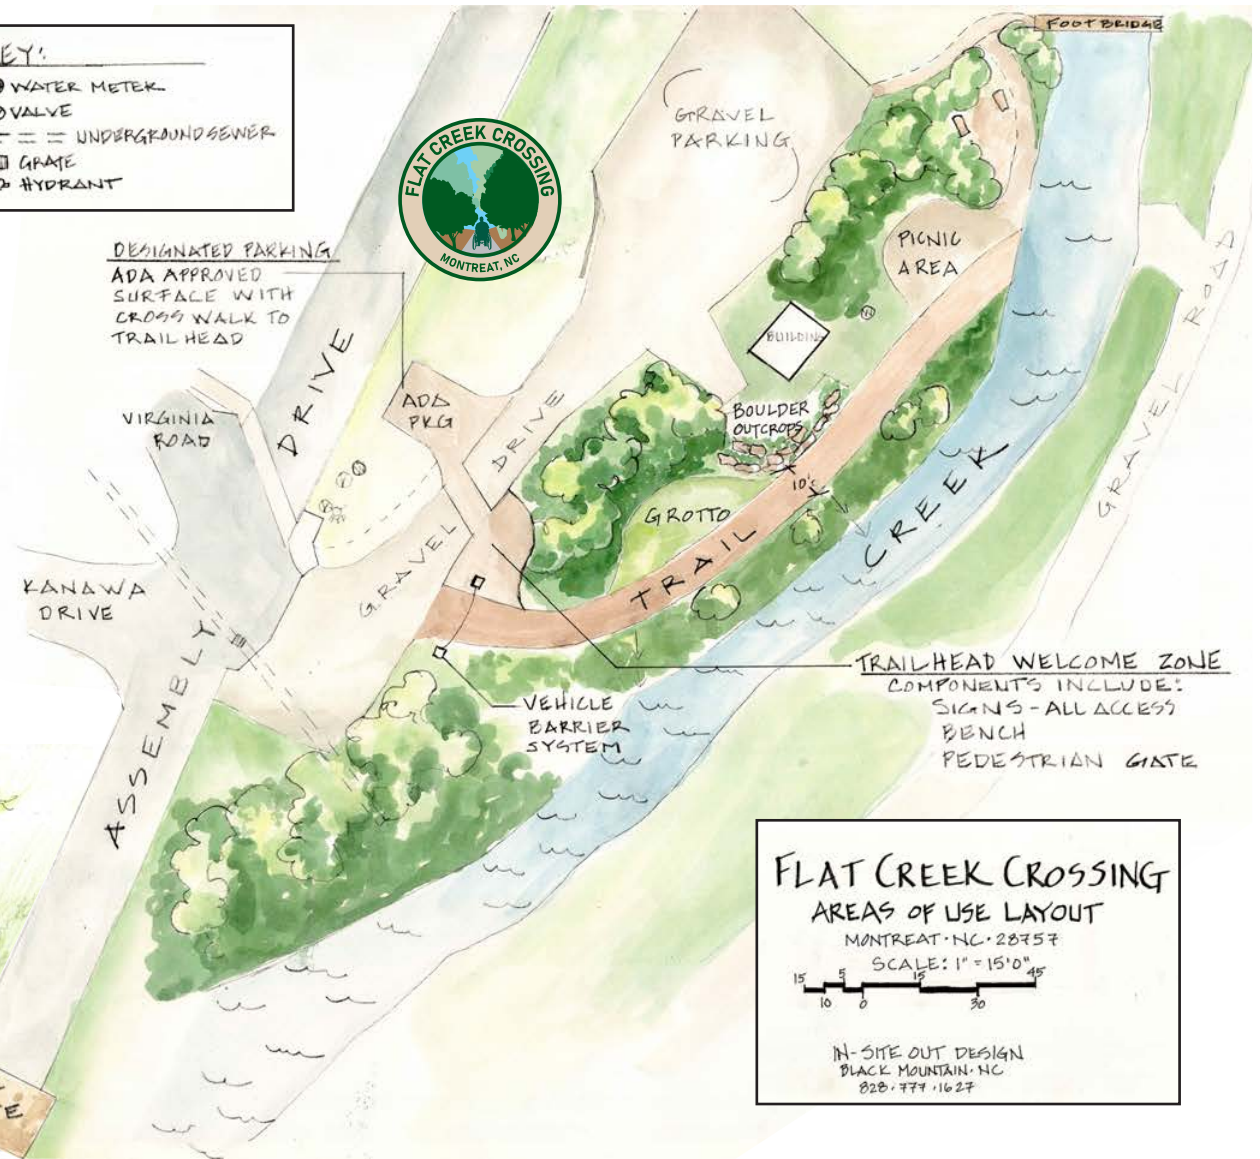 EY:
WATER METER
VALVE
= = = UNDERGROUND SEWER
GRATE
HYDRANT
FLAT CREEK CROSSING
MONTREAT, NC
FOOT BRIDGE
GRAVEL
PARKING
DESIGNATED PARKING
ADA APPROVED
SURFACE WITH
CROSS WALK TO
TRAIL HEAD
PICNIC
AREA
BUILDING
DRIVE
ADA
PKG
DRIVE
VIRGINIA
ROAD
BOULDER
OUTCROPS
10'
GROTTO
TRAIL
CREEK
GRAVEL ROAD
GRAVEL
KANAWA
DRIVE
ASSEMBLY
VEHICLE
BARRIER
SYSTEM
TRAILHEAD WELCOME ZONE
COMPONENTS INCLUDE:
SIGNS - ALL ACCESS
BENCH
PEDESTRIAN GATE
FLAT CREEK CROSSING
AREAS OF USE LAYOUT
MONTREAT · NC · 28757
SCALE: 1" = 15'0"
15 5 15 45
10 0 30
IN-SITE OUT DESIGN
BLACK MOUNTAIN · NC
828 · 777 · 1627